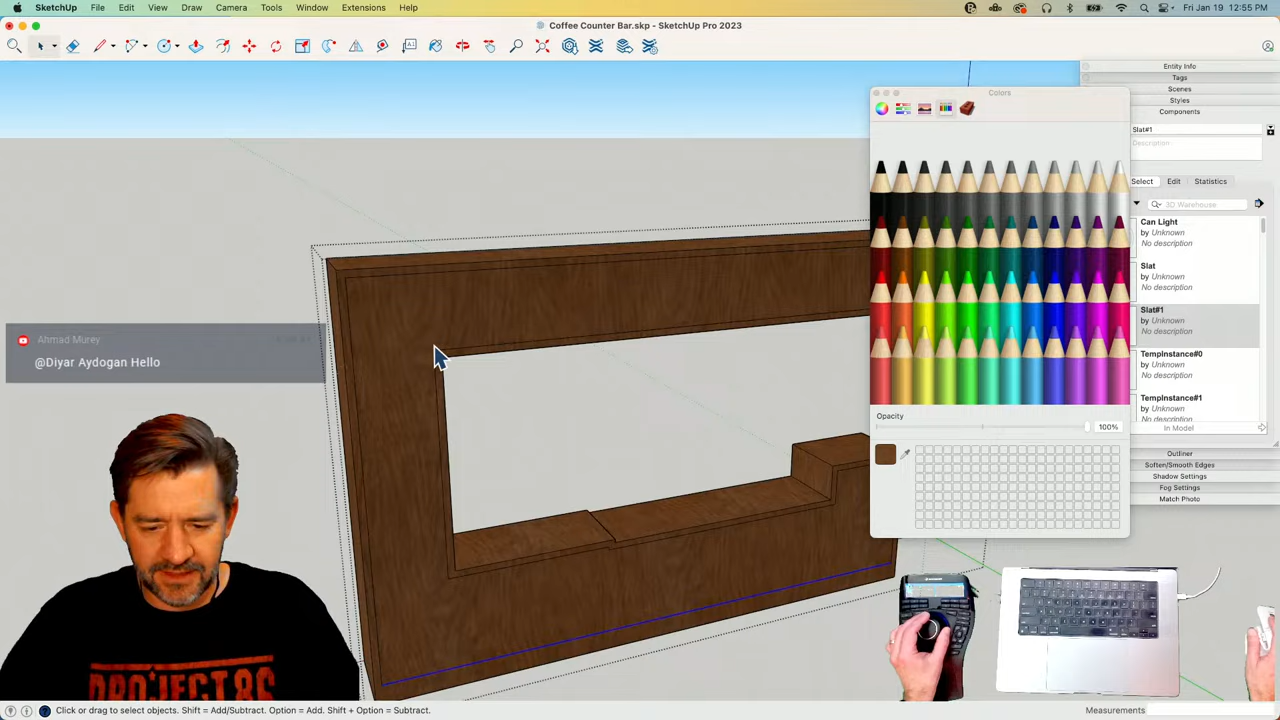 SketchUp File Edit View Draw Camera Tools Window Extensions Help
Fri Jan 19 12:55 PM
Coffee Counter Bar.skp - SketchUp Pro 2023
Entity Info
Tags
Scenes
Styles
Components
Colors
Slat#1
Description
Select Edit Statistics
3D Warehouse
Can Light
by Unknown
No description
Slat
by Unknown
No description
Slat#1
by Unknown
No description
TempInstance#0
by Unknown
No description
TempInstance#1
by Unknown
No description
In Model
Opacity
100%
Outliner
Soften/Smooth Edges
Shadow Settings
Fog Settings
Match Photo
Ahmad Murey
@Diyar Aydogan Hello
Click or drag to select objects. Shift = Add/Subtract. Option = Add. Shift + Option = Subtract.
Measurements